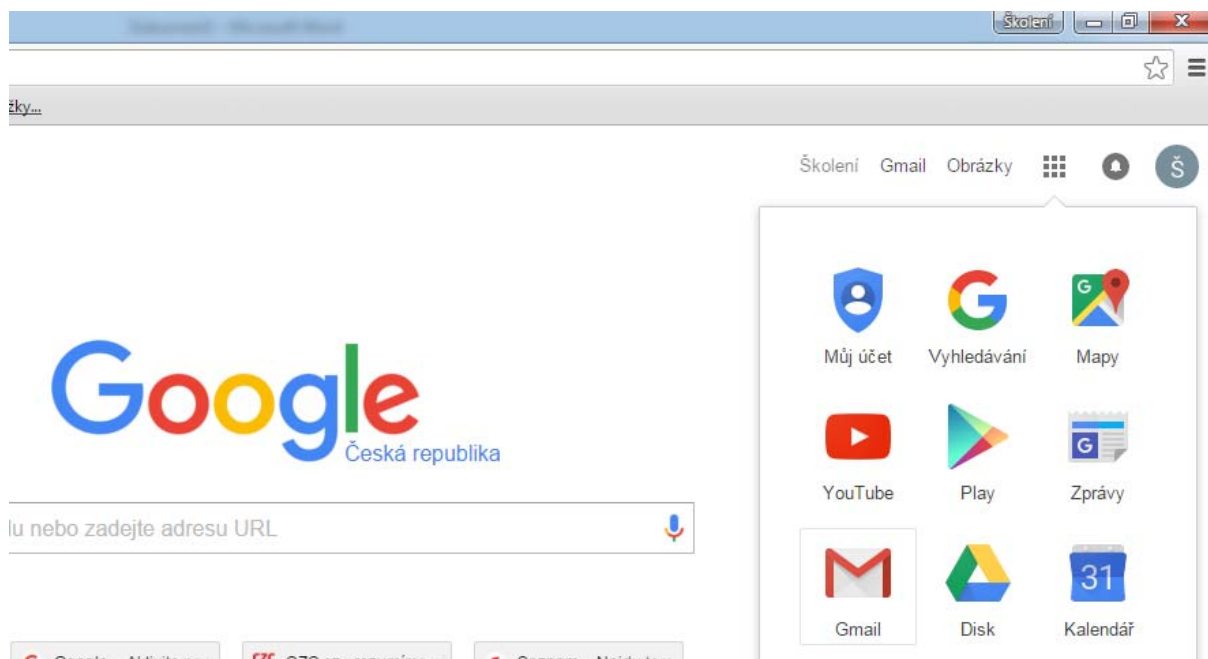 Školení
žky...
Školení Gmail Obrázky Š
Google
Česká republika
lu nebo zadejte adresu URL
G
Můj účet Vyhledávání Mapy
G
YouTube Play Zprávy
31
Gmail Disk Kalendář